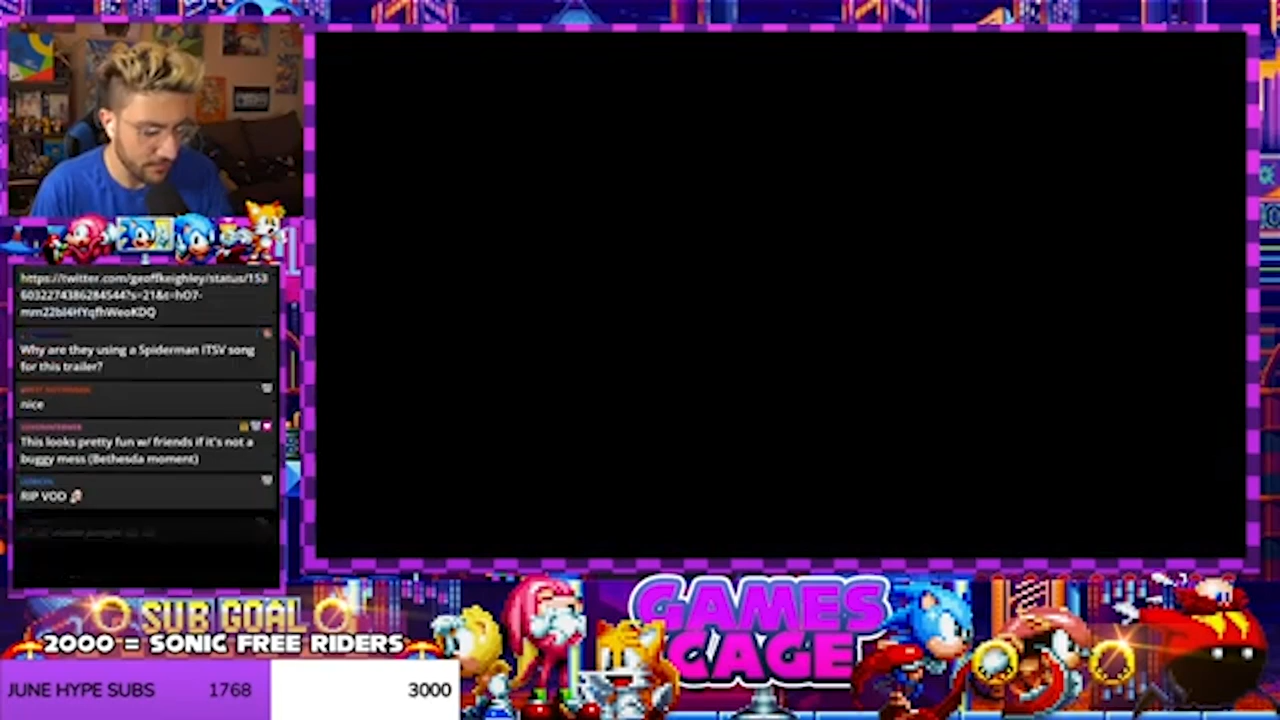 https://twitter.com/geoffkeighley/status/153
6032274386284544?s=21&t=hO7-
Why are they using a Spiderman ITSV song
for this trailer?
nice
This looks pretty fun w/ friends if it's not a
buggy mess (Bethesda moment)
RIP VOD
SUB GOAL
2000 = SONIC FREE RIDERS
JUNE HYPE SUBS 1768 3000
GAMES
CAGE